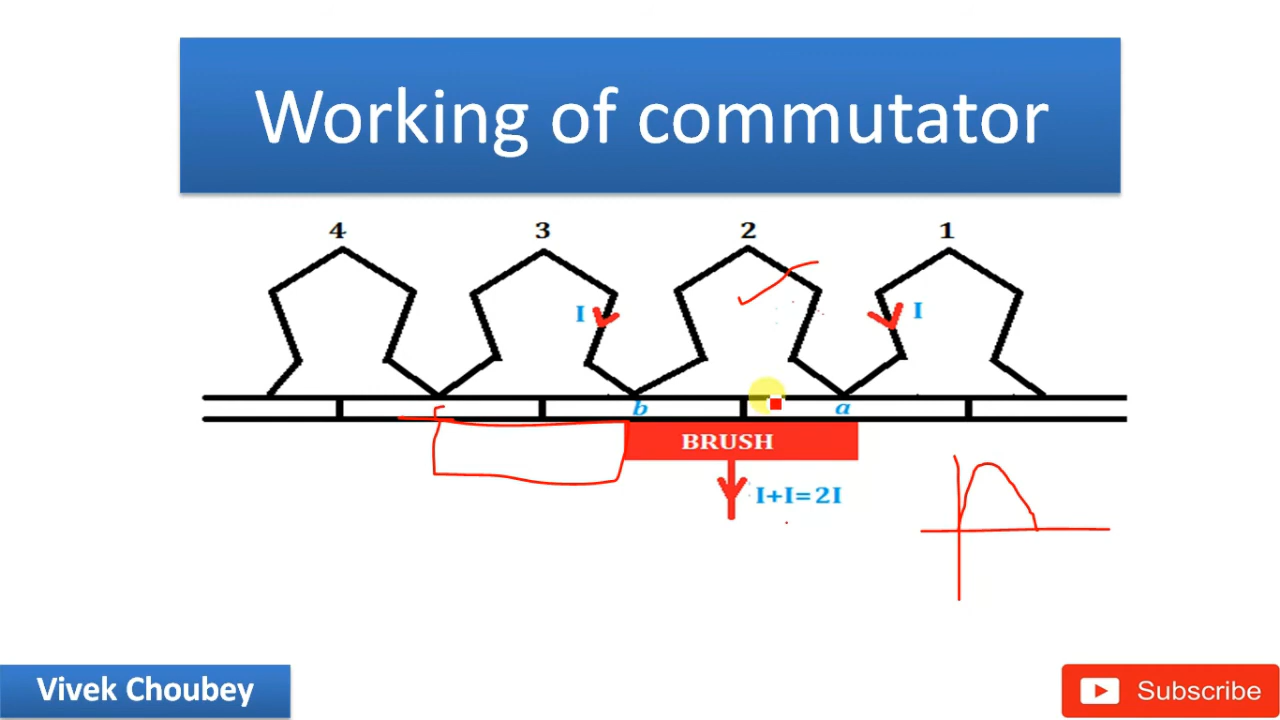 Working of commutator
4 3 2 1
I I
b a
BRUSH
I+I=2I
Vivek Choubey
Subscribe